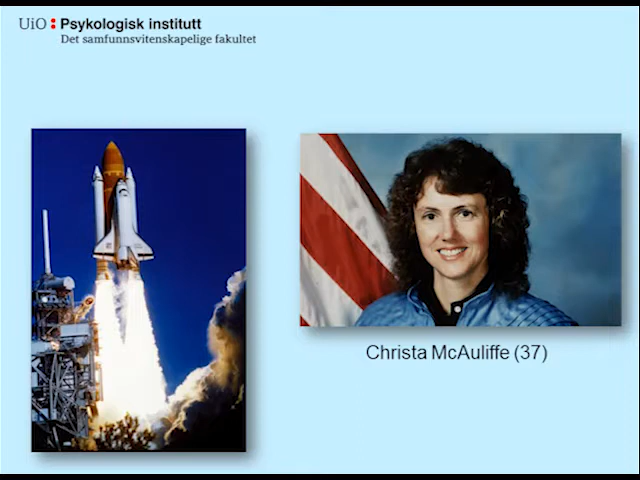 UiO: Psykologisk institutt
Det samfunnsvitenskapelige fakultet
Christa McAuliffe (37)